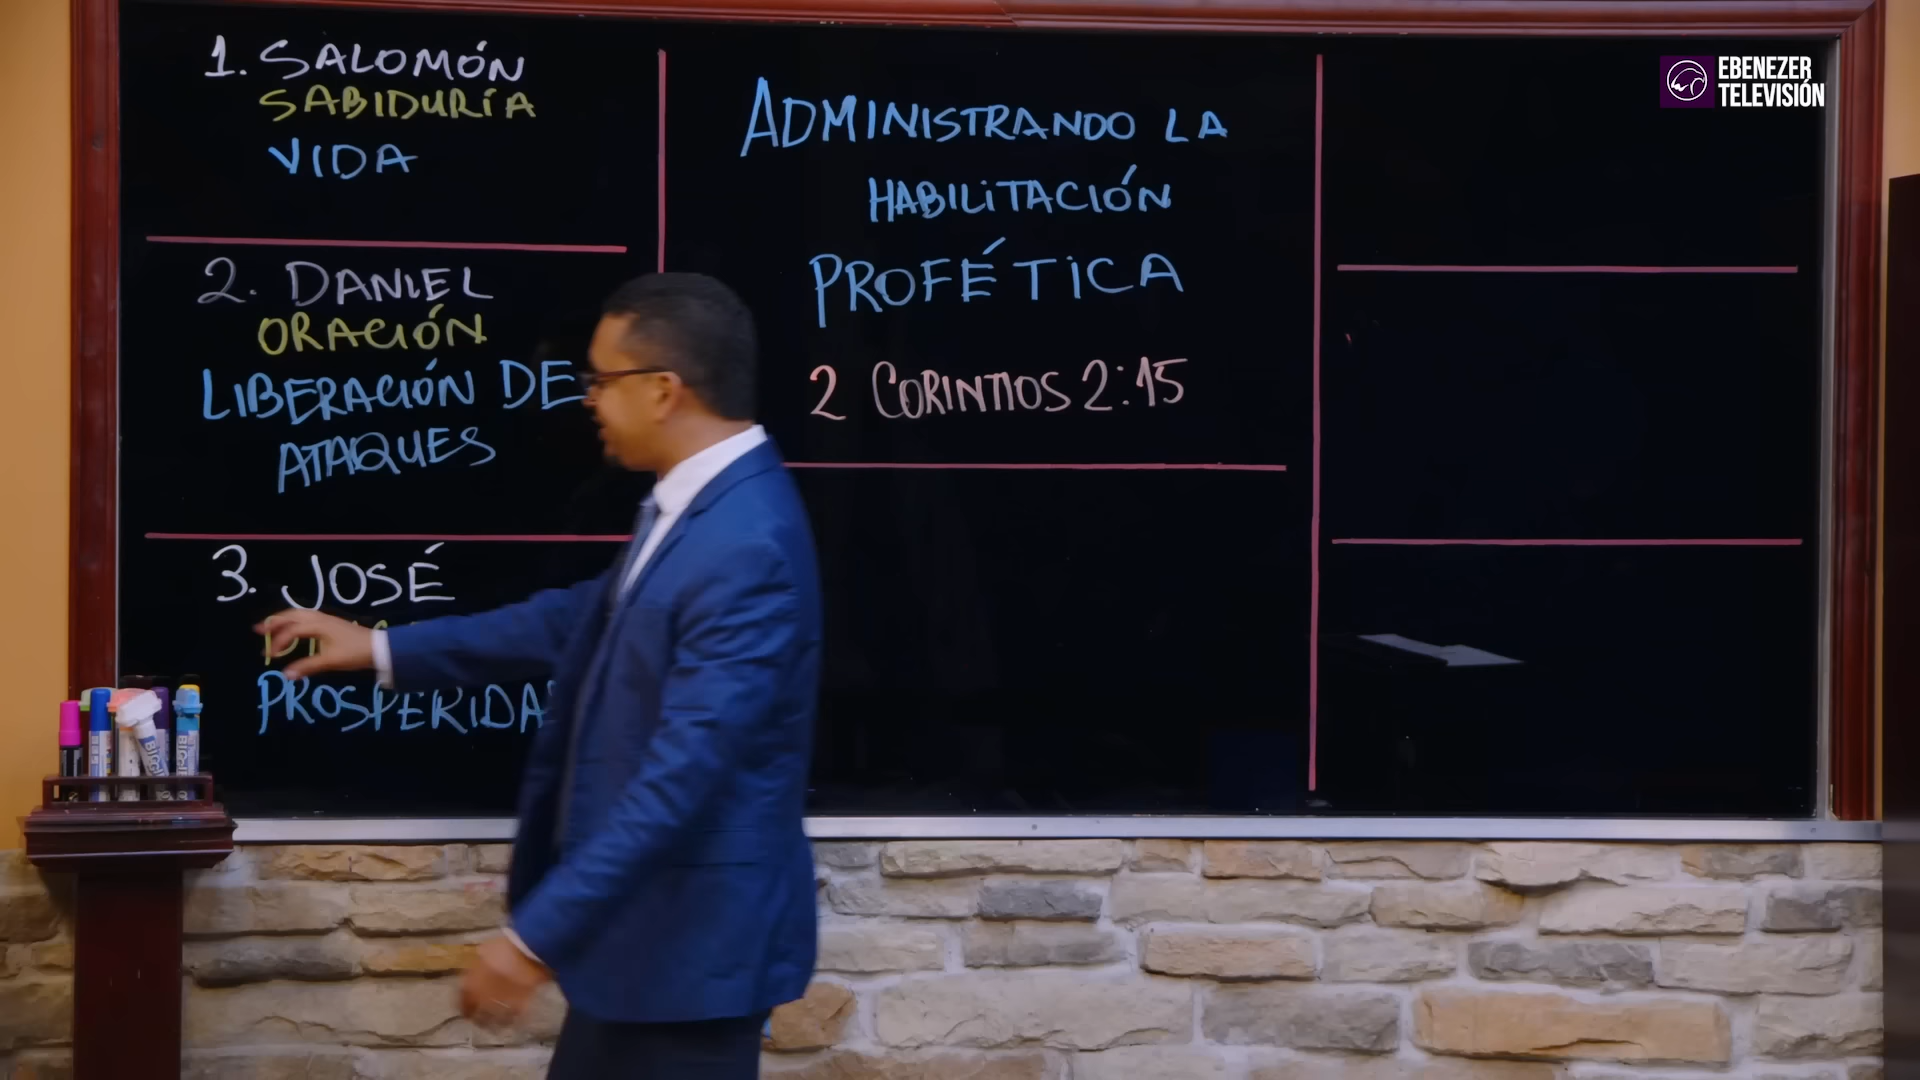 1. SALOMÓN
SABIDURÍA
VIDA
2. DANIEL
ORACIÓN
LIBERACIÓN DE
ATAQUES
3. JOSÉ
PROSPERIDA
ADMINISTRANDO LA
HABILITACIÓN
PROFÉTICA
2 CORINTIOS 2:15
EBENEZER
TELEVISIÓN